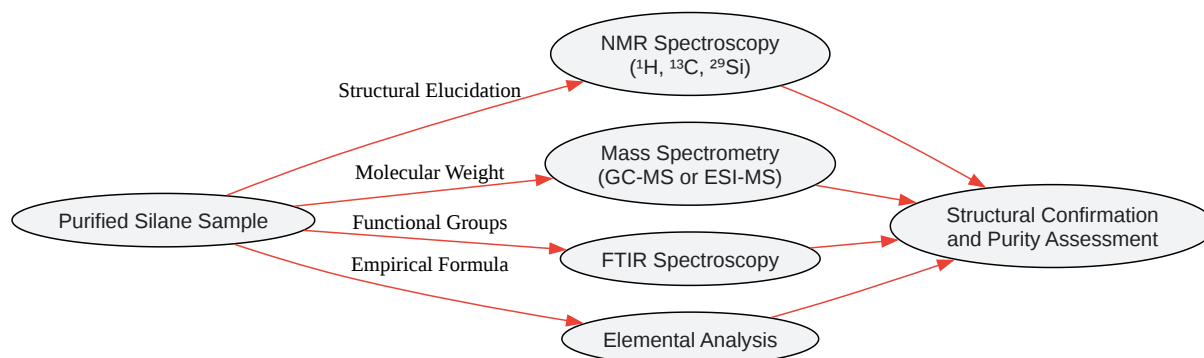 NMR Spectroscopy
(¹H, ¹³C, ²⁹Si)
Structural Elucidation
Mass Spectrometry
(GC-MS or ESI-MS)
Molecular Weight
Purified Silane Sample
Functional Groups
Structural Confirmation
and Purity Assessment
FTIR Spectroscopy
Empirical Formula
Elemental Analysis